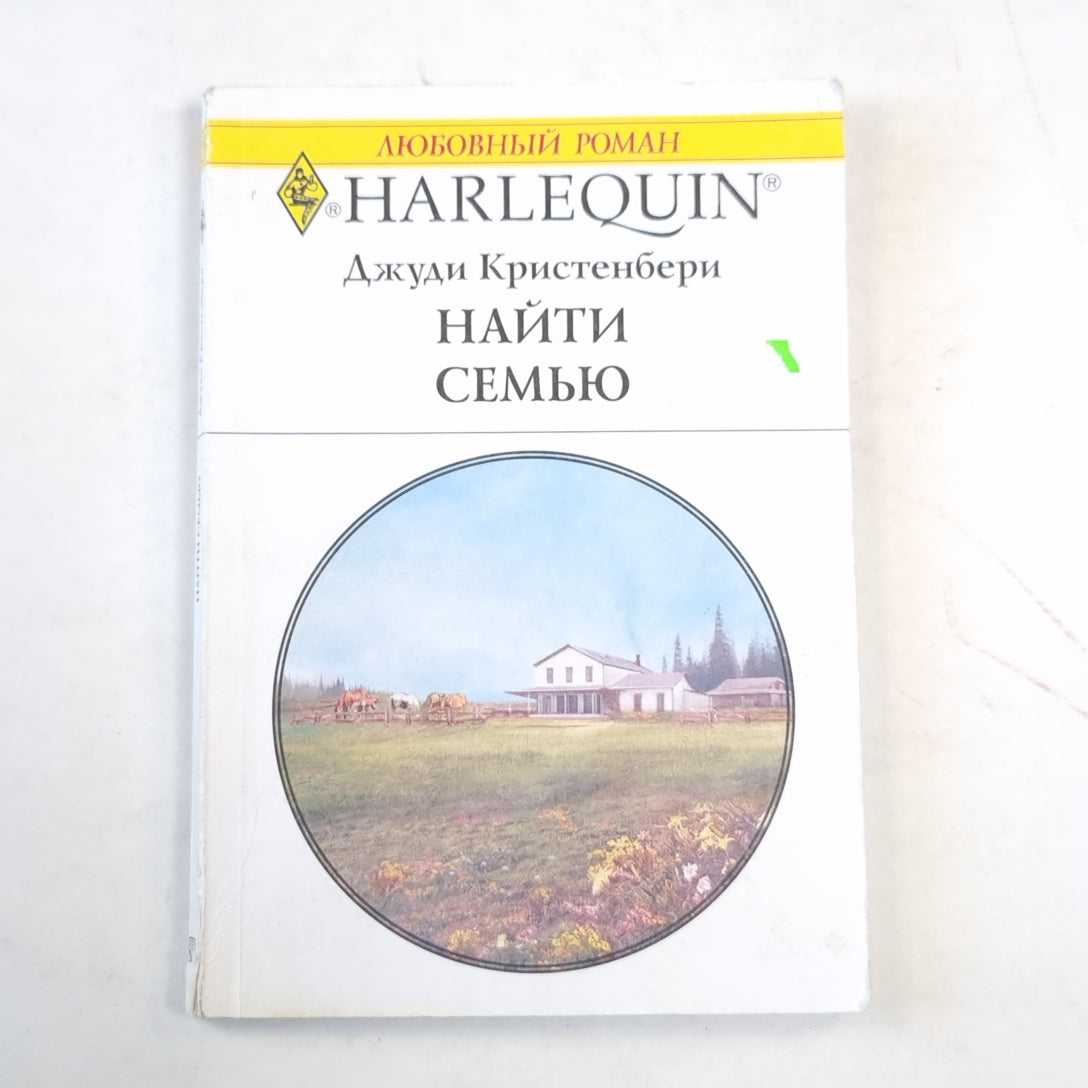 ЛЮБОВНЫЙ РОМАН
® HARLEQUIN®
Джуди Кристенбери
НАЙТИ
СЕМЬЮ